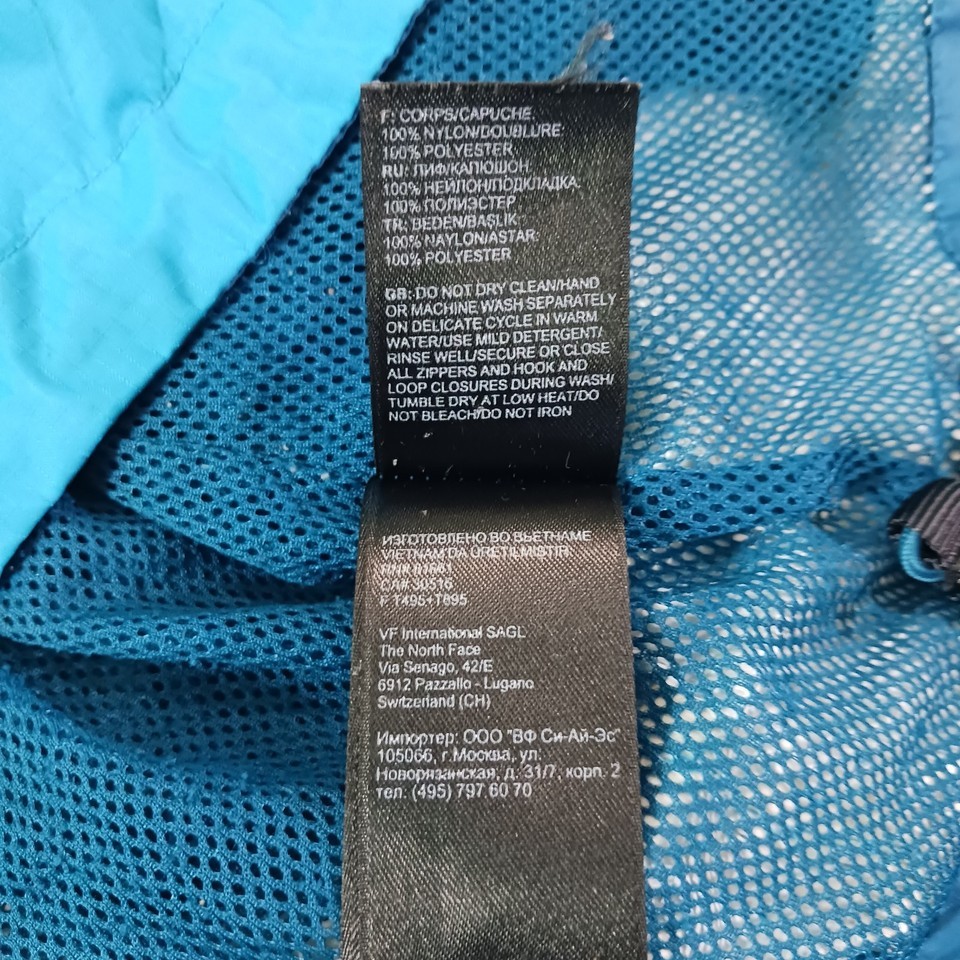 F: CORPS/CAPUCHE:
100% NYLON/DOUBLURE:
100% POLYESTER
RU: ЛИФ/КАПЮШОН:
100% НЕЙЛОН/ПОДКЛАДКА:
100% ПОЛИЭСТЕР
TR: BEDEN/BAŞLIK:
100% NAYLON/ASTAR:
100% POLYESTER
GB: DO NOT DRY CLEAN/HAND
OR MACHINE WASH SEPARATELY
ON DELICATE CYCLE IN WARM
WATER/USE MILD DETERGENT/
RINSE WELL/SECURE OR CLOSE
ALL ZIPPERS AND HOOK AND
LOOP CLOSURES DURING WASH/
TUMBLE DRY AT LOW HEAT/DO
NOT BLEACH/DO NOT IRON
ИЗГОТОВЛЕНО ВО ВЬЕТНАМЕ
VIETNAM DA ÜRETILMISTIR
RN# 61661
CA# 30516
F T495+T695
VF International SAGL
The North Face
Via Senago, 42/E
6912 Pazzallo - Lugano
Switzerland (CH)
Импортер: ООО "ВФ Си-Ай-Эс"
105066, г.Москва, ул.
Новорязанская, д. 31/7, корп. 2
тел. (495) 797 60 70